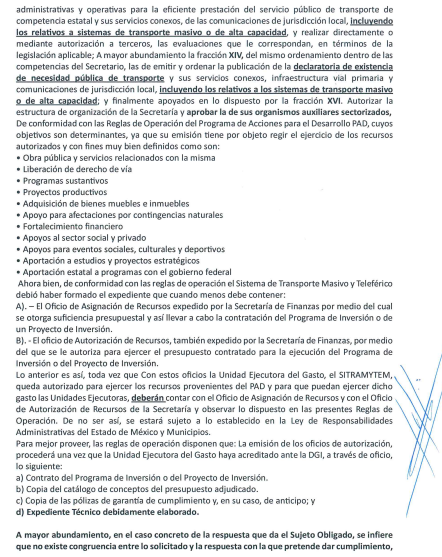 administrativas y operativas para la eficiente prestación del servicio público de transporte de
competencia estatal y sus servicios conexos, de las comunicaciones de jurisdicción local, incluyendo
los relativos a sistemas de transporte masivo o de alta capacidad, y realizar directamente o
mediante autorización a terceros, las evaluaciones que le correspondan, en términos de la
legislación aplicable; A mayor abundamiento la fracción XIV, del mismo ordenamiento dentro de las
competencias del Secretario, las de emitir y ordenar la publicación de la declaratoria de existencia
de necesidad pública de transporte y sus servicios conexos, infraestructura vial primaria y
comunicaciones de jurisdicción local, incluyendo los relativos a los sistemas de transporte masivo
o de alta capacidad; y finalmente apoyados en lo dispuesto por la fracción XVI. Autorizar la
estructura de organización de la Secretaría y aprobar la de sus organismos auxiliares sectorizados,
De conformidad con las Reglas de Operación del Programa de Acciones para el Desarrollo PAD, cuyos
objetivos son determinantes, ya que su emisión tiene por objeto regir el ejercicio de los recursos
autorizados y con fines muy bien definidos como son:
• Obra pública y servicios relacionados con la misma
• Liberación de derecho de vía
• Programas sustantivos
• Proyectos productivos
• Adquisición de bienes muebles e inmuebles
• Apoyo para afectaciones por contingencias naturales
• Fortalecimiento financiero
• Apoyos al sector social y privado
• Apoyos para eventos sociales, culturales y deportivos
• Aportación a estudios y proyectos estratégicos
• Aportación estatal a programas con el gobierno federal
Ahora bien, de conformidad con las reglas de operación el Sistema de Transporte Masivo y Teleférico
debió haber formado el expediente que cuando menos debe contener:
A). – El Oficio de Asignación de Recursos expedido por la Secretaría de Finanzas por medio del cual
se otorga suficiencia presupuestal y así llevar a cabo la contratación del Programa de Inversión o de
un Proyecto de Inversión.
B). - El oficio de Autorización de Recursos, también expedido por la Secretaría de Finanzas, por medio
del que se le autoriza para ejercer el presupuesto contratado para la ejecución del Programa de
Inversión o del Proyecto de Inversión.
Lo anterior es así, toda vez que Con estos oficios la Unidad Ejecutora del Gasto, el SITRAMYTEM,
queda autorizado para ejercer los recursos provenientes del PAD y para que puedan ejercer dicho
gasto las Unidades Ejecutoras, deberán contar con el Oficio de Asignación de Recursos y con el Oficio
de Autorización de Recursos de la Secretaría y observar lo dispuesto en las presentes Reglas de
Operación. De no ser así, se estará sujeto a lo establecido en la Ley de Responsabilidades
Administrativas del Estado de México y Municipios.
Para mejor proveer, las reglas de operación disponen que: La emisión de los oficios de autorización,
procederá una vez que la Unidad Ejecutora del Gasto haya acreditado ante la DGI, a través de oficio,
lo siguiente:
a) Contrato del Programa de Inversión o del Proyecto de Inversión.
b) Copia del catálogo de conceptos del presupuesto adjudicado.
c) Copia de las pólizas de garantía de cumplimiento y, en su caso, de anticipo; y
d) Expediente Técnico debidamente elaborado.
A mayor abundamiento, en el caso concreto de la respuesta que da el Sujeto Obligado, se infiere
que no existe congruencia entre lo solicitado y la respuesta con la que pretende dar cumplimiento,